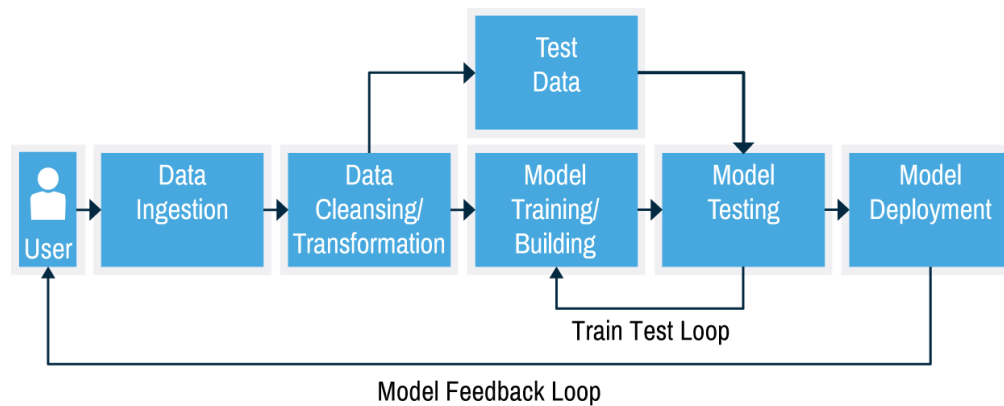 Test
Data
User
Data
Ingestion
Data
Cleansing/
Transformation
Model
Training/
Building
Model
Testing
Model
Deployment
Train Test Loop
Model Feedback Loop